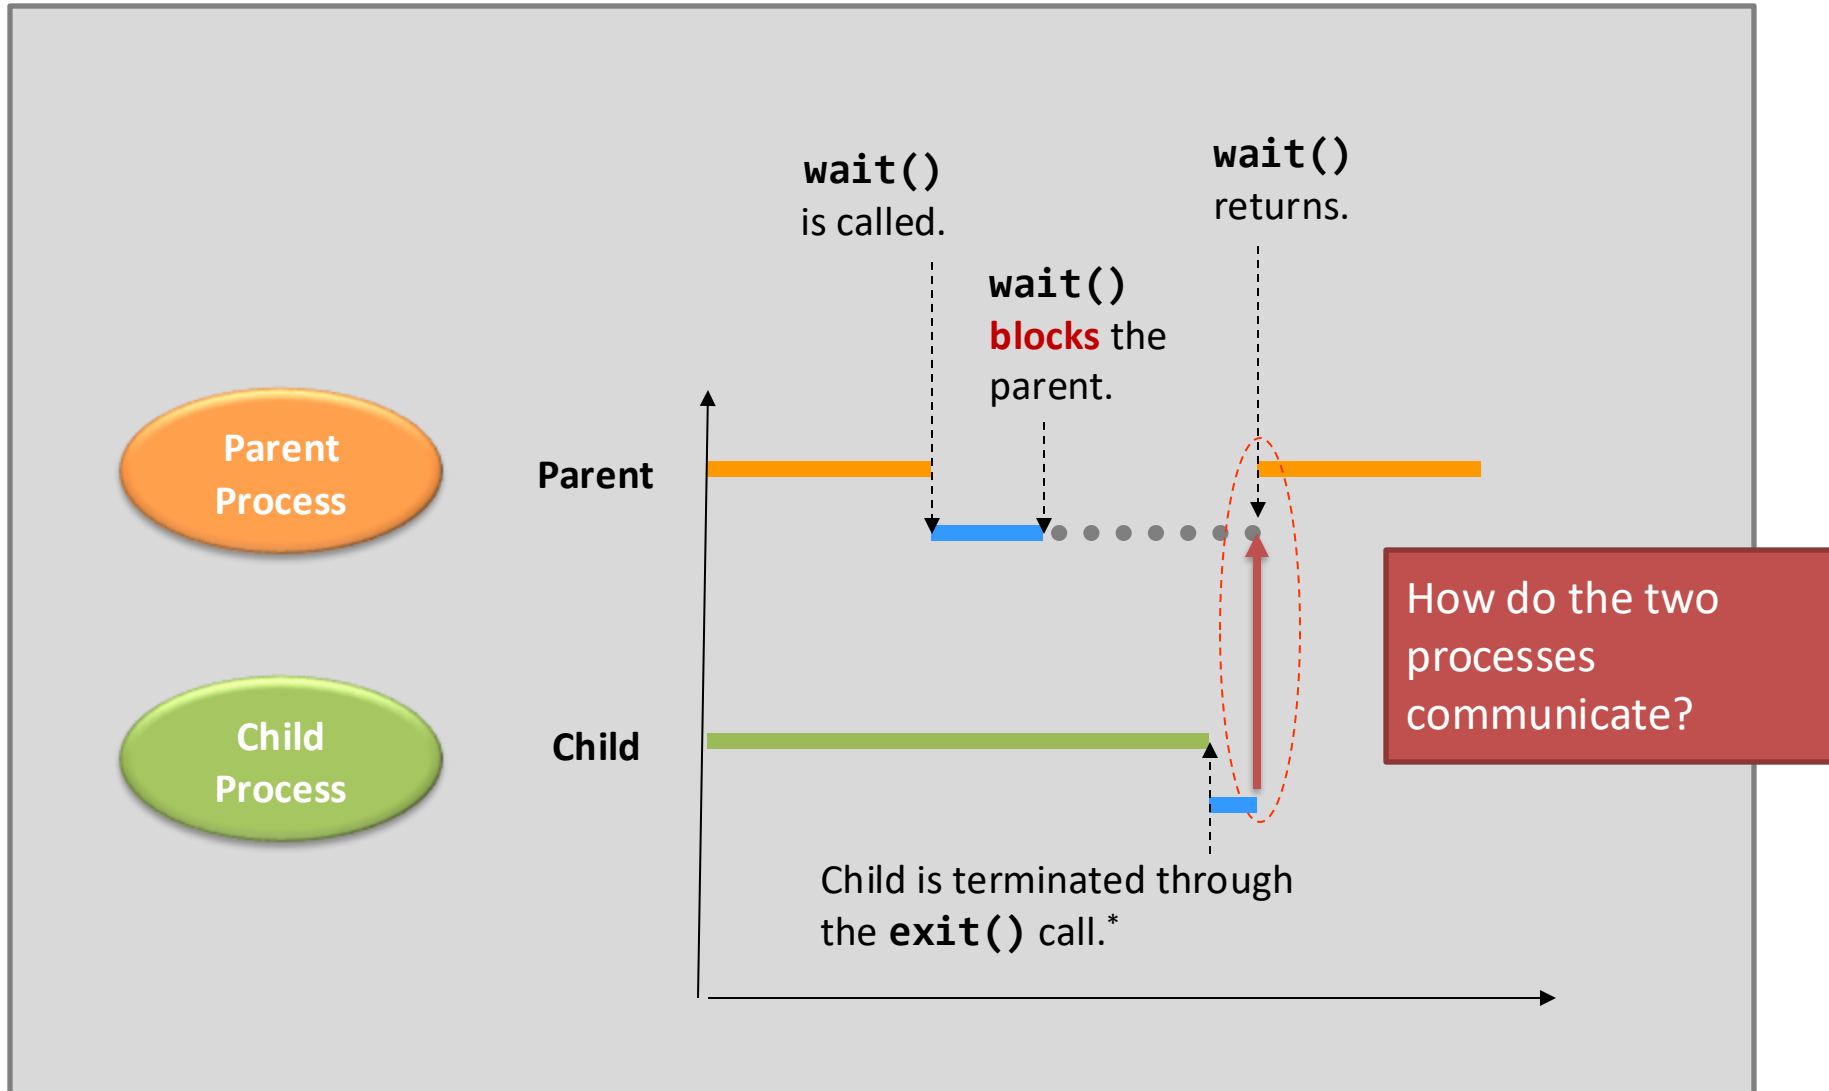 wait()
is called.
wait()
returns.
wait()
blocks the
parent.
Parent
Process
Parent
How do the two
processes
communicate?
Child
Process
Child
Child is terminated through
the exit() call.*